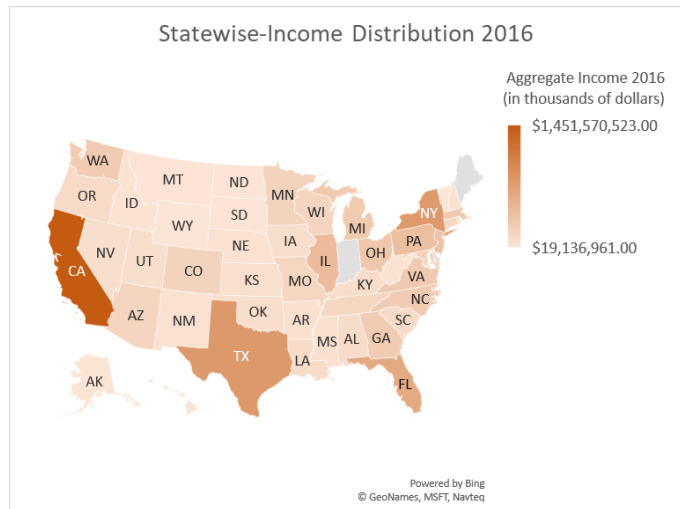 Statewise-Income Distribution 2016
Aggregate Income 2016
(in thousands of dollars)
$1,451,570,523.00
$19,136,961.00
WA
MT
ND
MN
OR
ID
SD
WI
MI
NY
WY
IA
NE
PA
NV
UT
IL
OH
CA
CO
KS
MO
KY
VA
NC
AZ
NM
OK
AR
SC
MS
AL
GA
TX
LA
AK
FL
Powered by Bing
© GeoNames, MSFT, Navteq